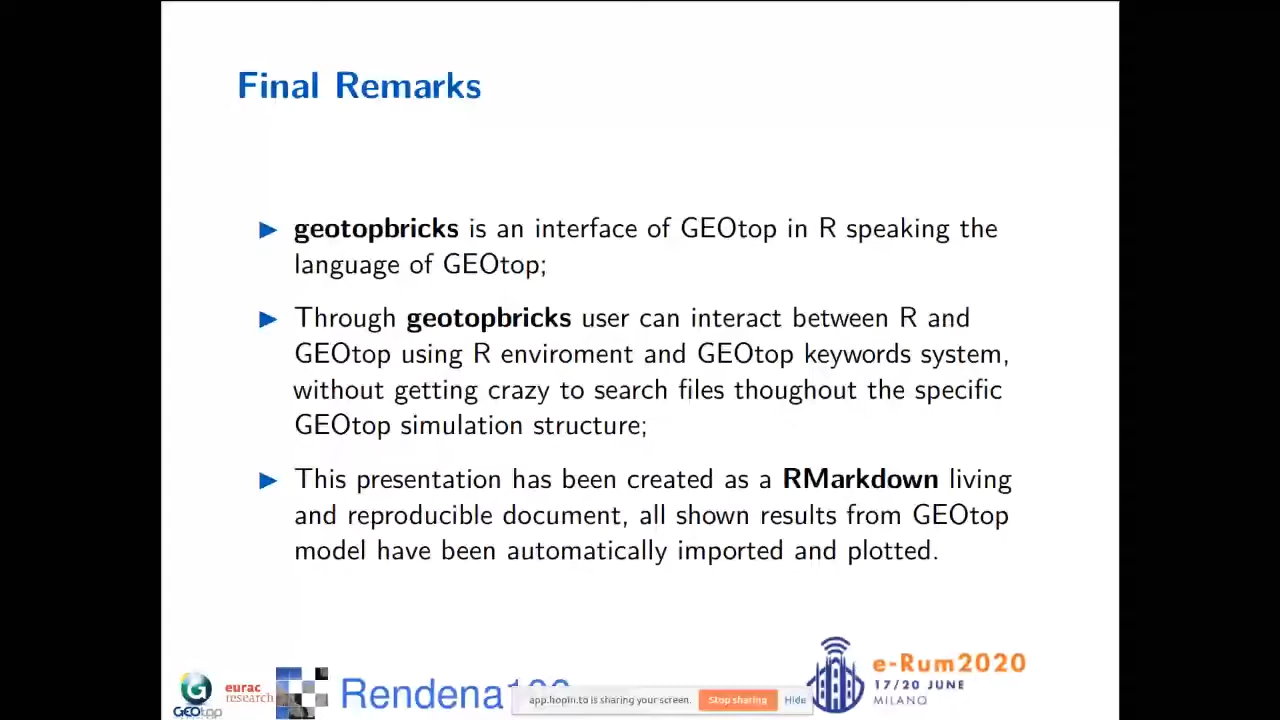 Final Remarks
geotopbricks is an interface of GEOtop in R speaking the
language of GEOtop;
Through geotopbricks user can interact between R and
GEOtop using R enviroment and GEOtop keywords system,
without getting crazy to search files thoughout the specific
GEOtop simulation structure;
This presentation has been created as a RMarkdown living
and reproducible document, all shown results from GEOtop
model have been automatically imported and plotted.
GEOtop
eurac
research
Rendena100
app.hopin.to is sharing your screen.
Stop sharing
Hide
e-Rum2020
17/20 JUNE
MILANO